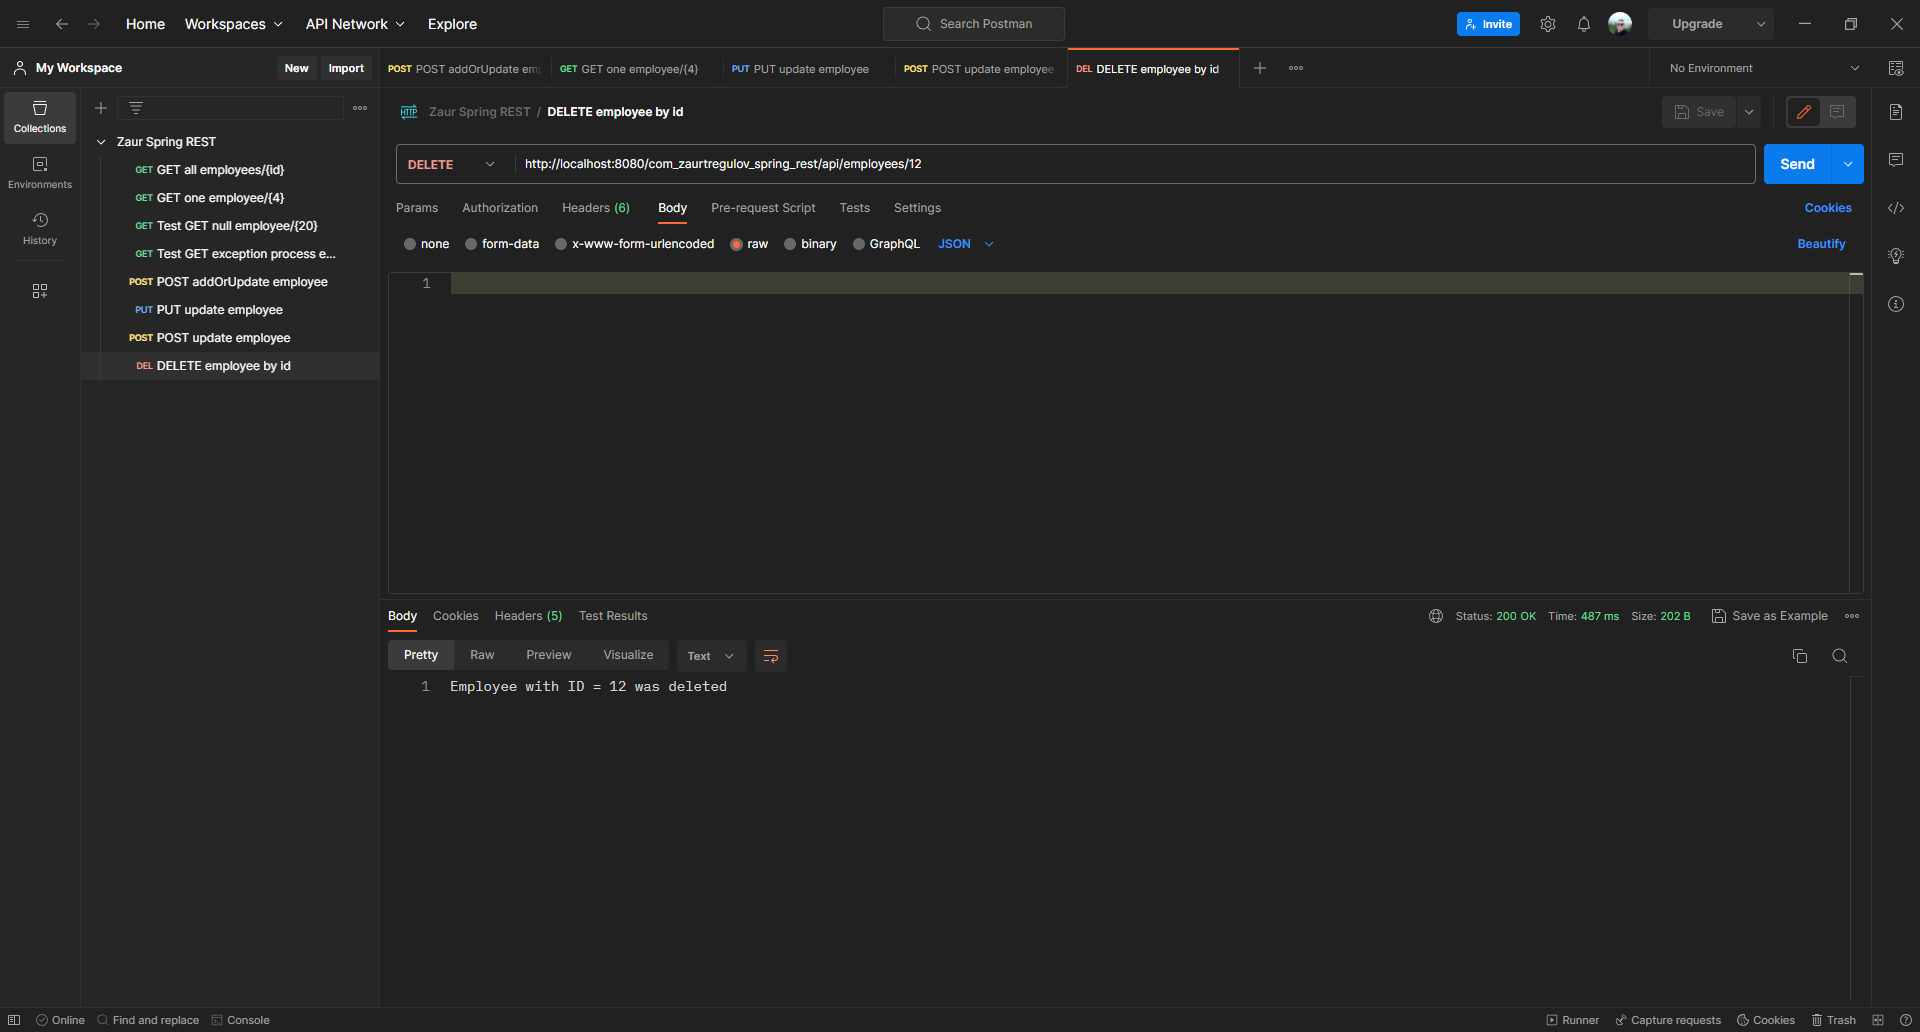 Home Workspaces API Network Explore Search Postman Invite Upgrade
My Workspace New Import
POST POST addOrUpdate emp GET GET one employee/{4} PUT PUT update employee POST POST update employee DEL DELETE employee by id No Environment
Collections
Environments
History
Zaur Spring REST
GET GET all employees/{id}
GET GET one employee/{4}
GET Test GET null employee/{20}
GET Test GET exception process e...
POST POST addOrUpdate employee
PUT PUT update employee
POST POST update employee
DEL DELETE employee by id
HTTP Zaur Spring REST / DELETE employee by id Save
DELETE http://localhost:8080/com_zaurtregulov_spring_rest/api/employees/12 Send
Params Authorization Headers (6) Body Pre-request Script Tests Settings Cookies
none form-data x-www-form-urlencoded raw binary GraphQL JSON Beautify
1
Body Cookies Headers (5) Test Results Status: 200 OK Time: 487 ms Size: 202 B Save as Example
Pretty Raw Preview Visualize Text
1 Employee with ID = 12 was deleted
Online Find and replace Console Runner Capture requests Cookies Trash